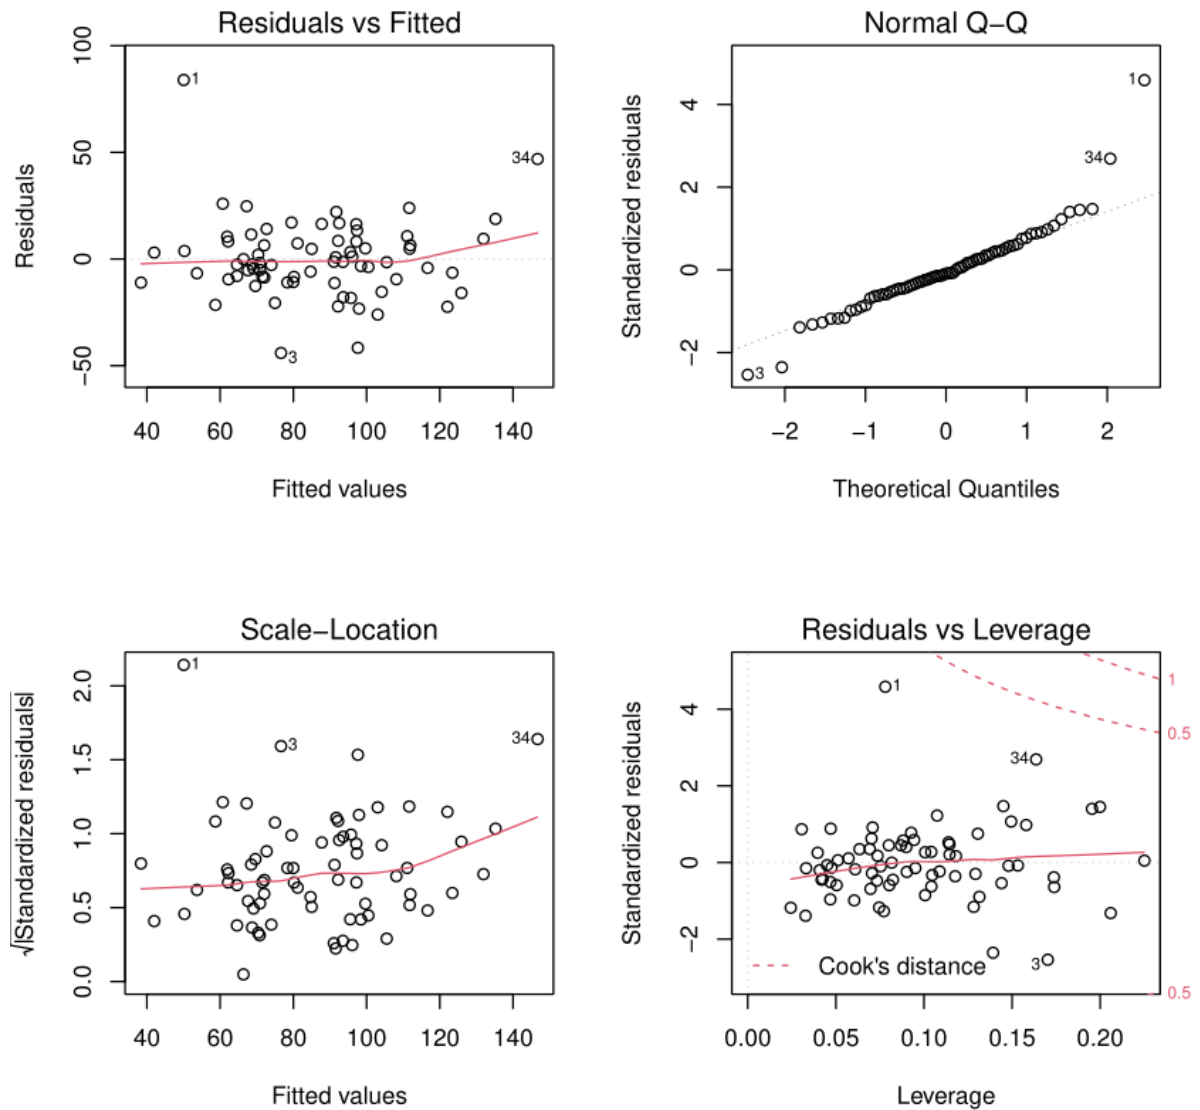 Residuals vs Fitted
Residuals
100
50
0
−50
1
34
3
40 60 80 100 120 140
Fitted values
Normal Q−Q
Standardized residuals
4
2
0
−2
1
34
3
−2 −1 0 1 2
Theoretical Quantiles
Scale−Location
√|Standardized residuals|
2.0
1.5
1.0
0.5
0.0
1
3
34
40 60 80 100 120 140
Fitted values
Residuals vs Leverage
Standardized residuals
4
2
0
−2
1
34
3
1
0.5
0.5
Cook's distance
0.00 0.05 0.10 0.15 0.20
Leverage